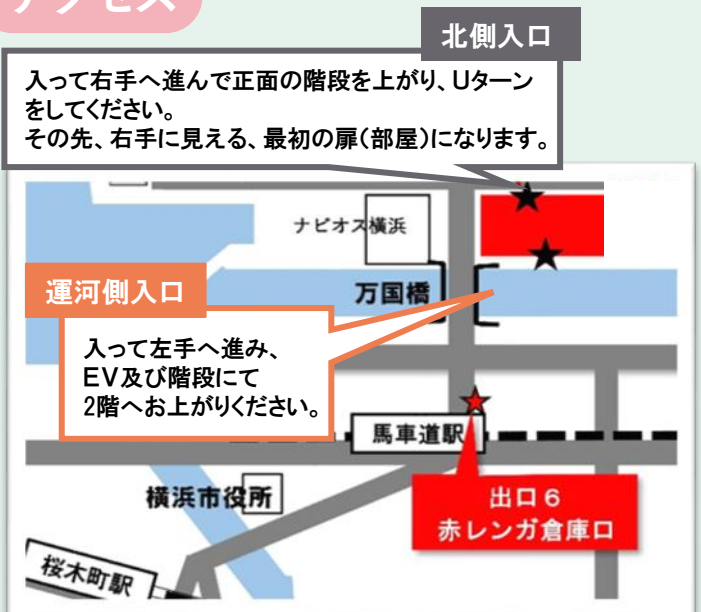 アクセス
北側入口
入って右手へ進んで正面の階段を上がり、Uターン
をしてください。
その先、右手に見える、最初の扉(部屋)になります。
ナビオス横浜
万国橋
運河側入口
入って左手へ進み、
EV及び階段にて
2階へお上がりください。
馬車道駅
横浜市役所
出口6
赤レンガ倉庫口
桜木町駅